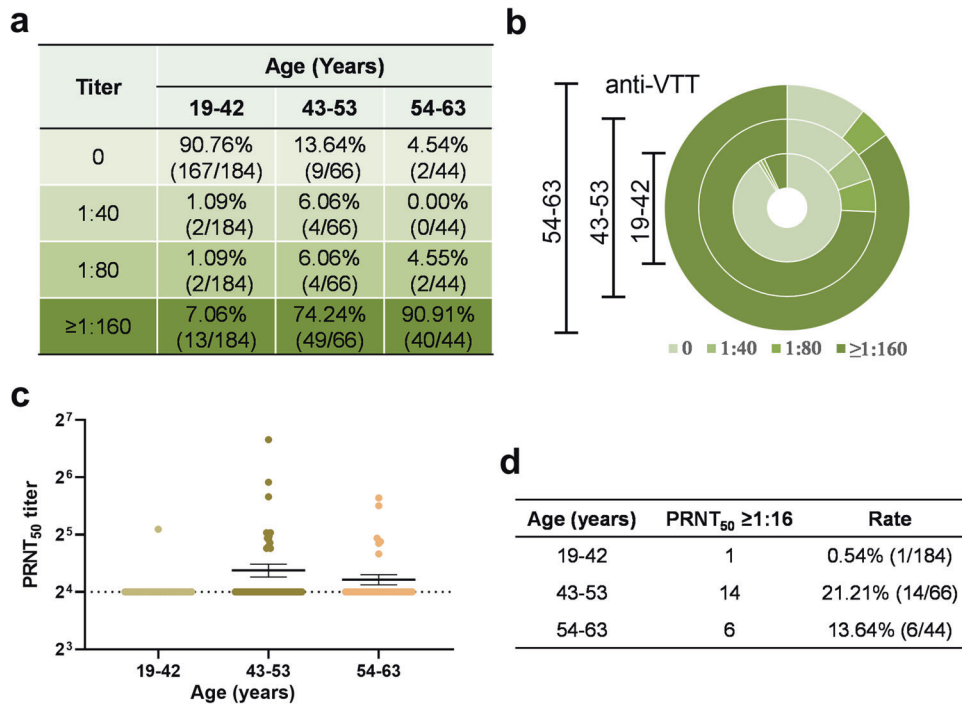 a
Titer
Age (Years)
19-42 43-53 54-63
0 90.76% 13.64% 4.54%
(167/184) (9/66) (2/44)
1:40 1.09% 6.06% 0.00%
(2/184) (4/66) (0/44)
1:80 1.09% 6.06% 4.55%
(2/184) (4/66) (2/44)
≥1:160 7.06% 74.24% 90.91%
(13/184) (49/66) (40/44)
b
anti-VTT
54-63
43-53
19-42
0 1:40 1:80 ≥1:160
c
PRNT₅₀ titer
2⁷
2⁶
2⁵
2⁴
2³
19-42 43-53 54-63
Age (years)
d
Age (years) PRNT₅₀ ≥1:16 Rate
19-42 1 0.54% (1/184)
43-53 14 21.21% (14/66)
54-63 6 13.64% (6/44)